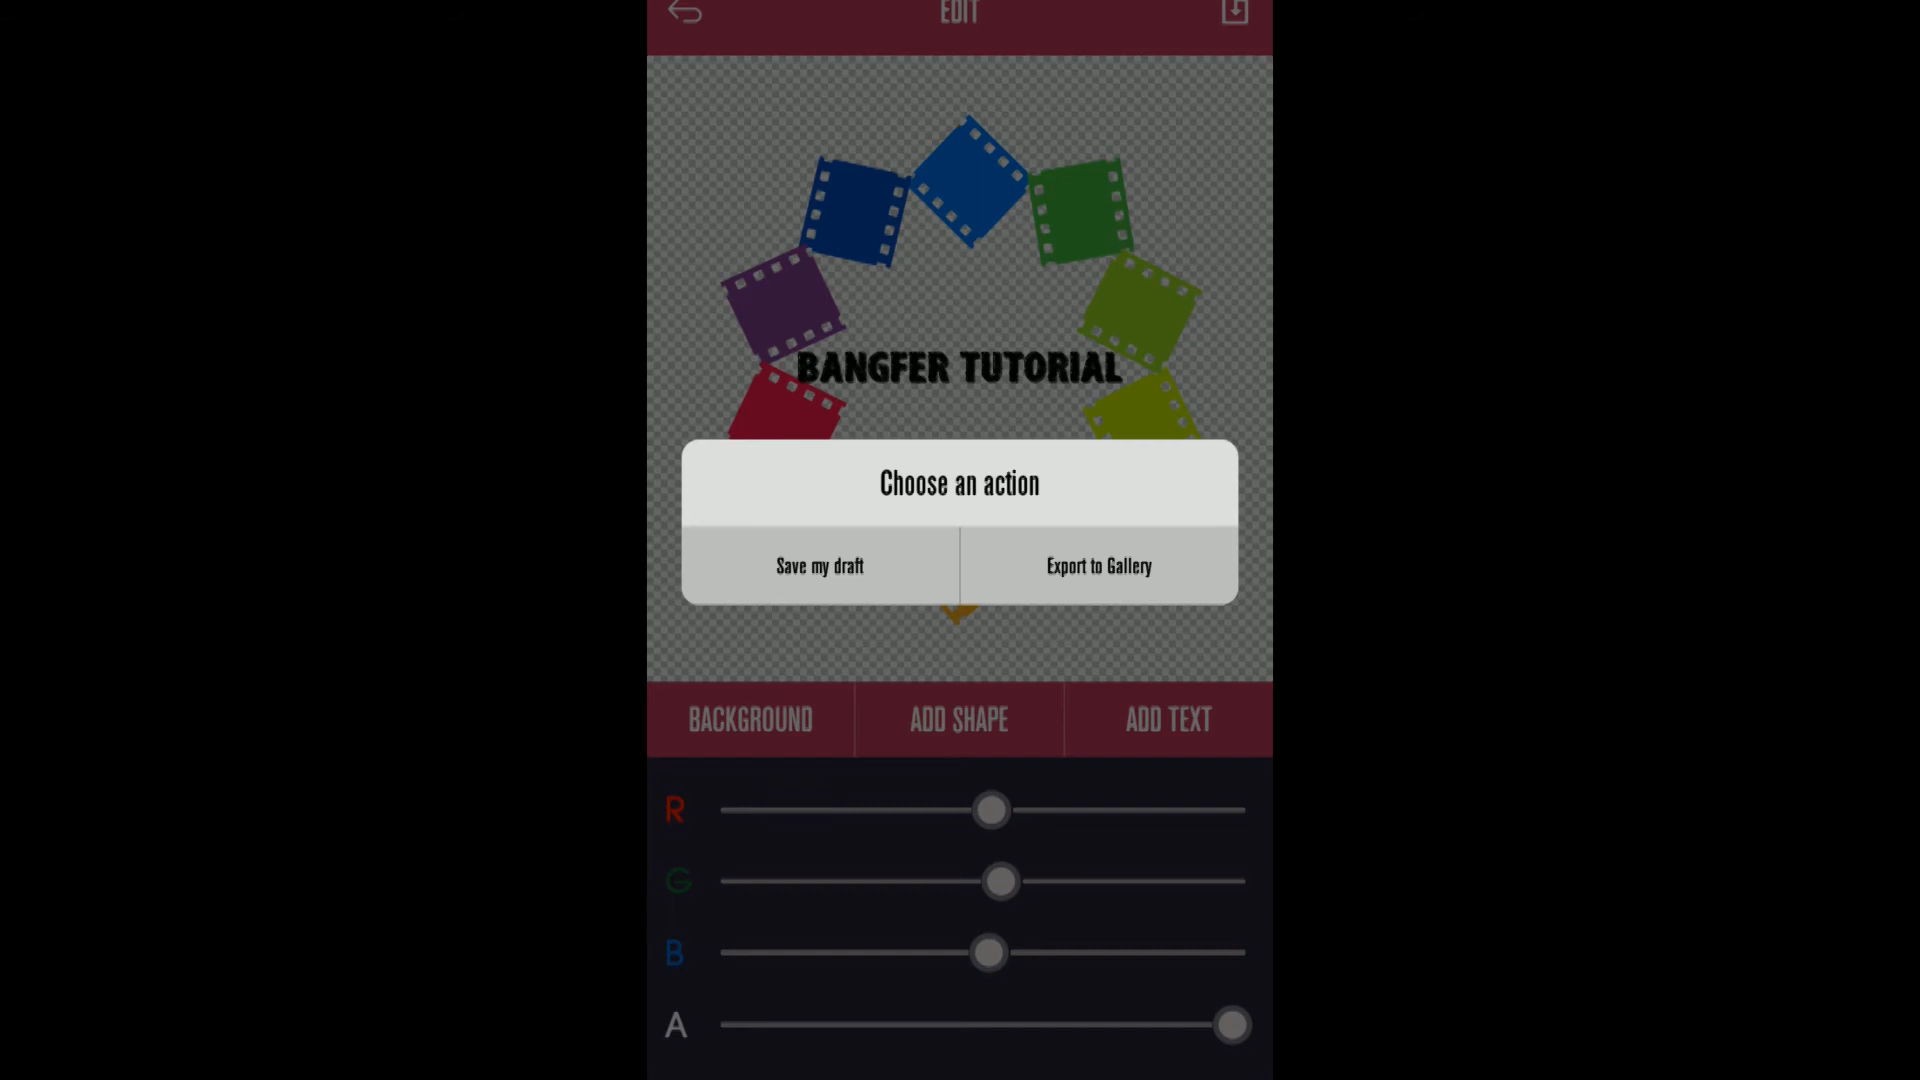 EDIT
BANGFER TUTORIAL
Choose an action
Save my draft
Export to Gallery
BACKGROUND
ADD SHAPE
ADD TEXT
R
G
B
A